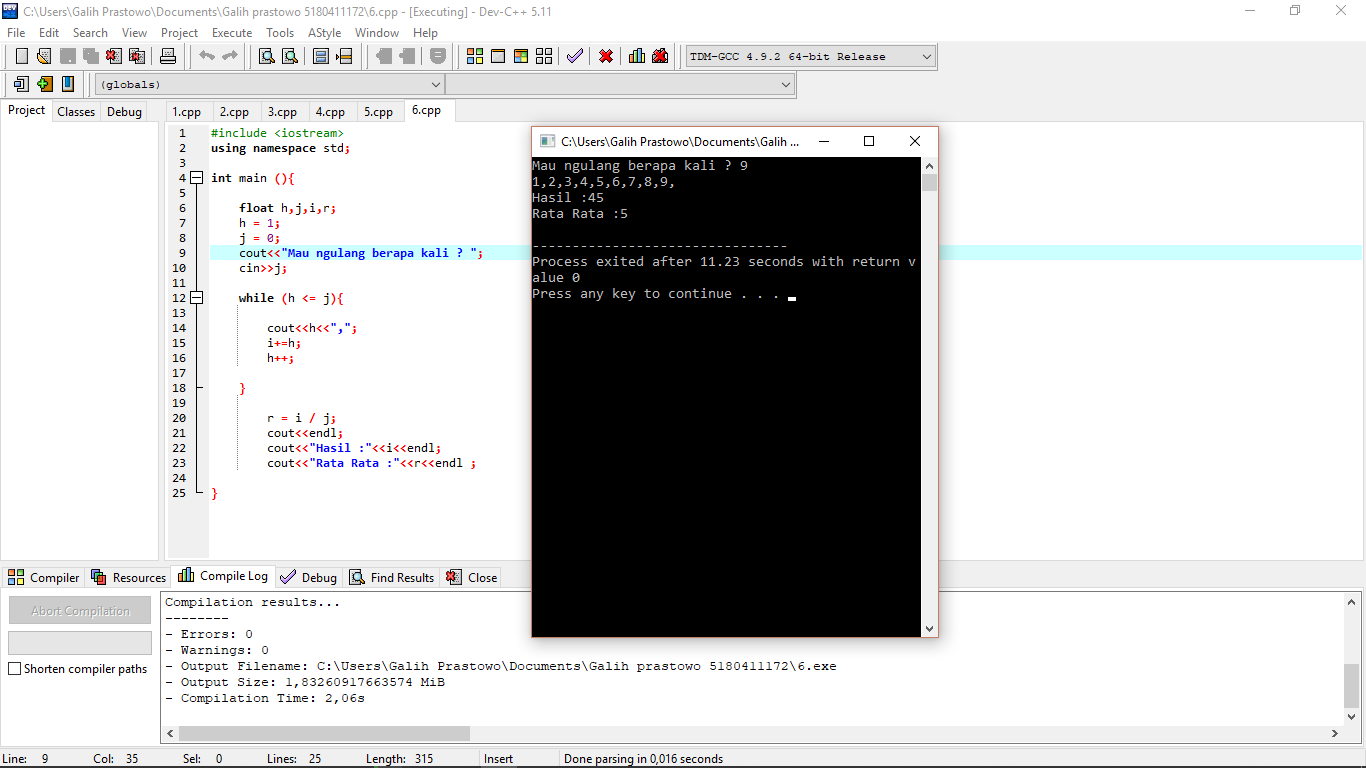 C:\Users\Galih Prastowo\Documents\Galih prastowo 5180411172\6.cpp - [Executing] - Dev-C++ 5.11
File Edit Search View Project Execute Tools AStyle Window Help
TDM-GCC 4.9.2 64-bit Release
(globals)
Project Classes Debug
1.cpp 2.cpp 3.cpp 4.cpp 5.cpp 6.cpp
1 #include <iostream>
2 using namespace std;
3
4 int main (){
5
6 float h,j,i,r;
7 h = 1;
8 j = 0;
9 cout<<"Mau ngulang berapa kali ? ";
10 cin>>j;
11
12 while (h <= j){
13
14 cout<<h<<",";
15 i+=h;
16 h++;
17
18 }
19
20 r = i / j;
21 cout<<endl;
22 cout<<"Hasil :"<<i<<endl;
23 cout<<"Rata Rata :"<<r<<endl ;
24
25 }
C:\Users\Galih Prastowo\Documents\Galih ...
Mau ngulang berapa kali ? 9
1,2,3,4,5,6,7,8,9,
Hasil :45
Rata Rata :5
--------------------------------
Process exited after 11.23 seconds with return v
alue 0
Press any key to continue . . .
Compiler Resources Compile Log Debug Find Results Close
Abort Compilation
Shorten compiler paths
Compilation results...
--------
- Errors: 0
- Warnings: 0
- Output Filename: C:\Users\Galih Prastowo\Documents\Galih prastowo 5180411172\6.exe
- Output Size: 1,83260917663574 MiB
- Compilation Time: 2,06s
Line: 9 Col: 35 Sel: 0 Lines: 25 Length: 315 Insert Done parsing in 0,016 seconds